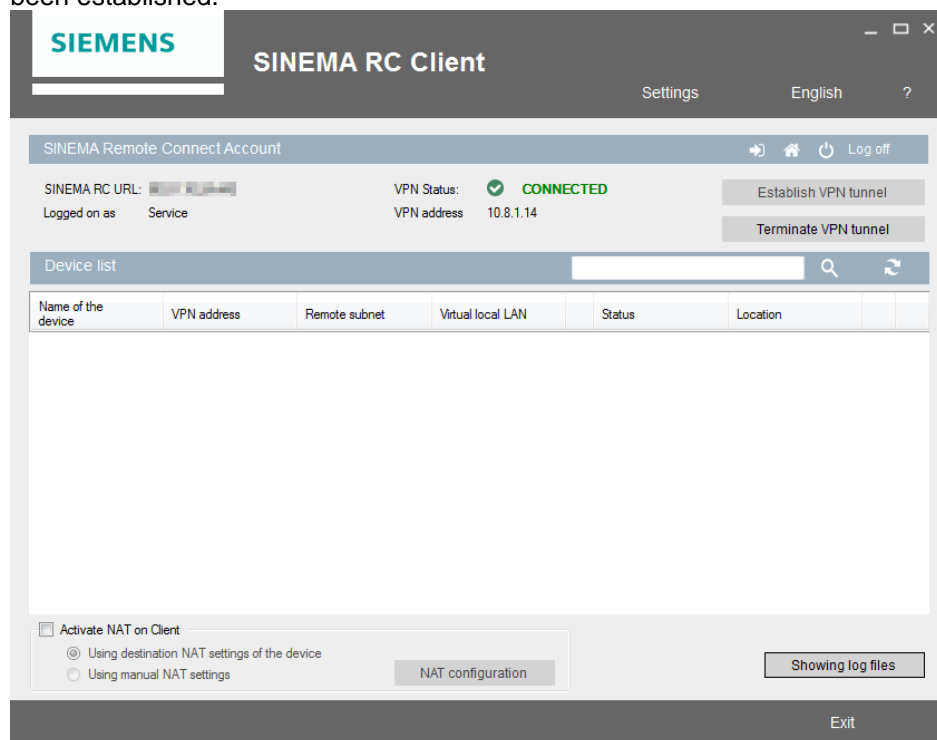 been established.
SIEMENS
SINEMA RC Client
Settings English ?
SINEMA Remote Connect Account Log off
SINEMA RC URL: VPN Status: CONNECTED Establish VPN tunnel
Logged on as Service VPN address 10.8.1.14
Terminate VPN tunnel
Device list
Name of the device VPN address Remote subnet Virtual local LAN Status Location
Activate NAT on Client
Using destination NAT settings of the device
Using manual NAT settings NAT configuration
Showing log files
Exit